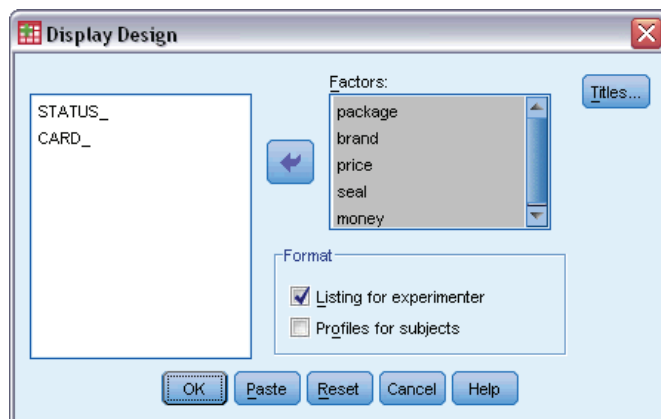 Display Design
STATUS_
CARD_
Factors:
package
brand
price
seal
money
Titles...
Format
Listing for experimenter
Profiles for subjects
OK
Paste
Reset
Cancel
Help